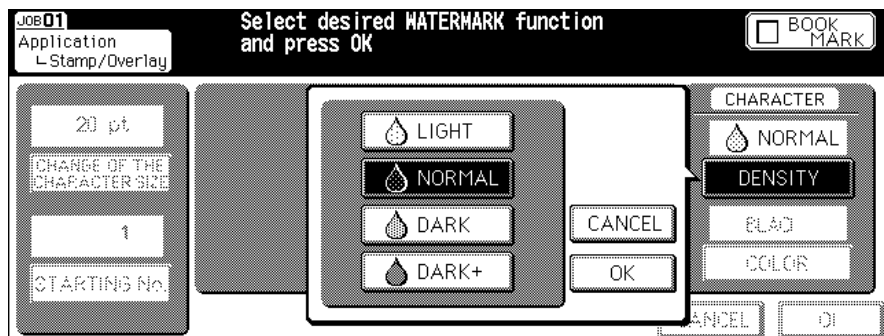 JOB01
Application
Stamp/Overlay
Select desired WATERMARK function
and press OK
BOOK
MARK
20 pt.
CHANGE OF THE
CHARACTER SIZE
1
STARTING No.
LIGHT
NORMAL
DARK
DARK+
CANCEL
OK
CHARACTER
NORMAL
DENSITY
COLOR